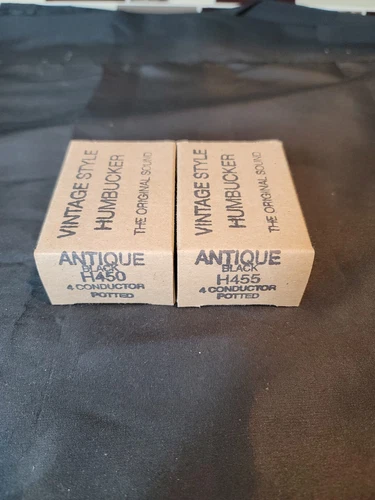 VINTAGE STYLE
HUMBUCKER
THE ORIGINAL SOUND
ANTIQUE
BLACK
H450
4 CONDUCTOR
POTTED
VINTAGE STYLE
HUMBUCKER
THE ORIGINAL SOUND
ANTIQUE
BLACK
H455
4 CONDUCTOR
POTTED